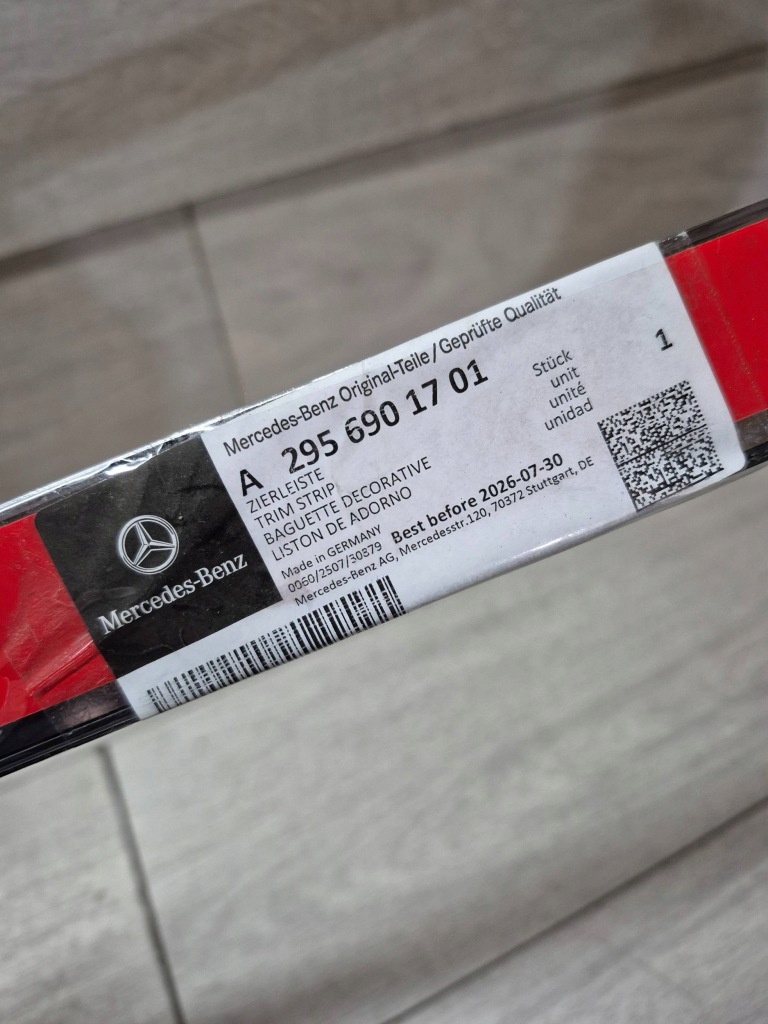 Mercedes-Benz Original-Teile / Geprüfte Qualität
A 295 690 17 01
ZIERLEISTE
TRIM STRIP
BAGUETTE DECORATIVE
LISTON DE ADORNO
Stück 1
unit
unité
unidad
Made in GERMANY Best before 2026-07-30
0060/2507/30879
Mercedes-Benz AG, Mercedesstr.120, 70372 Stuttgart, DE
Mercedes-Benz